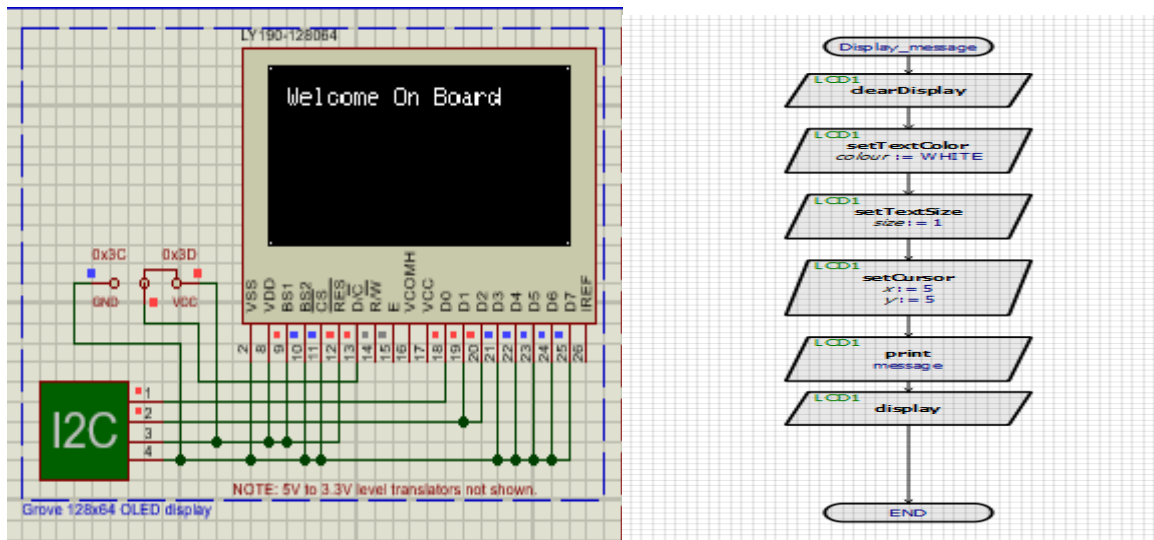 LY190-128064
Welcome On Board
0x3C
0x3D
GND
VCC
VSS
VDD
BS1
BS2
CS
RES
D/C
R/W
E
VCOMH
VCC
D0
D1
D2
D3
D4
D5
D6
D7
IREF
2
8
9
10
11
12
13
14
15
16
17
18
19
20
21
22
23
24
25
26
I2C
1
2
3
4
NOTE: 5V to 3.3V level translators not shown.
Grove 128x64 OLED display
Display_message
LCD1
clearDisplay
LCD1
setTextColor
colour := WHITE
LCD1
setTextSize
size := 1
LCD1
setCursor
x := 5
y := 5
LCD1
print
message
LCD1
display
END